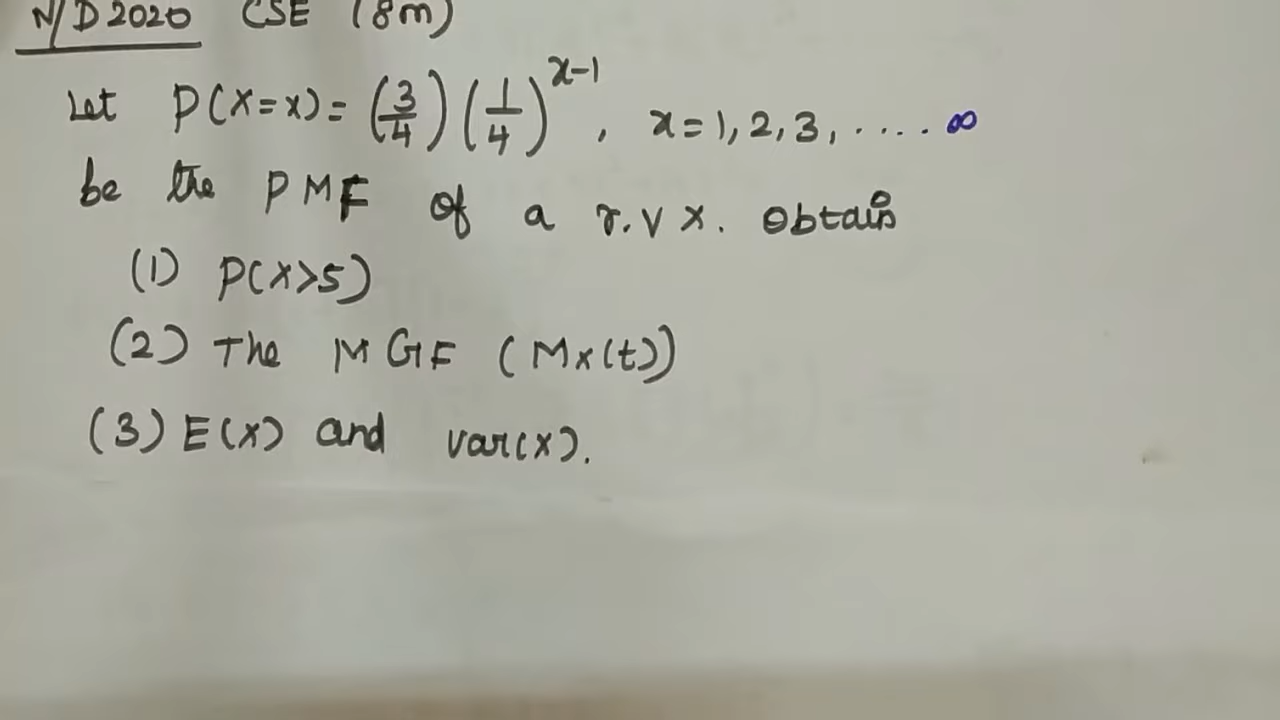 N/D 2020 CSE (8m)
Let P(X=x)= (3/4) (1/4)^x-1, x=1,2,3,..... ∞
be the PMF of a r.v X. Obtain
(1) P(X>5)
(2) The MGF (Mx(t))
(3) E(X) and var(X).